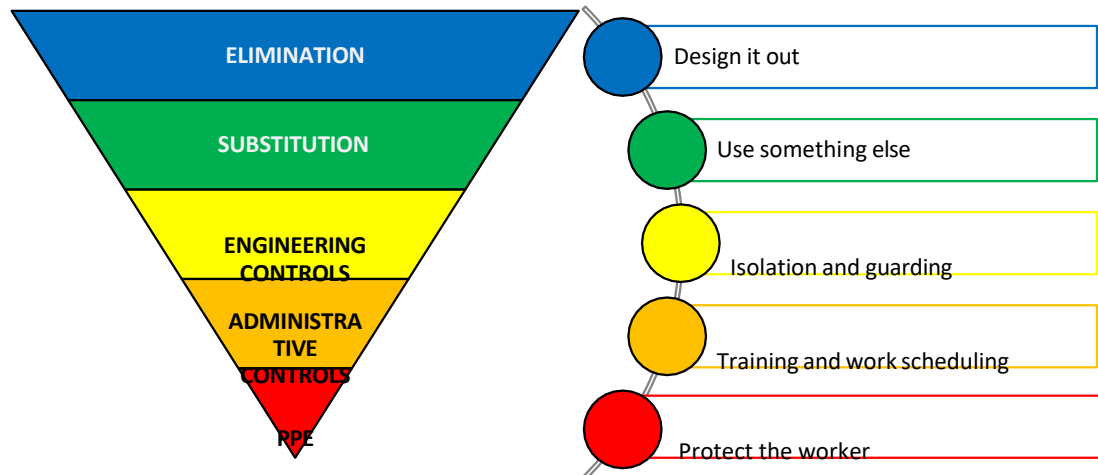 ELIMINATION
SUBSTITUTION
ENGINEERING
CONTROLS
ADMINISTRA
TIVE
CONTROLS
PPE
Design it out
Use something else
Isolation and guarding
Training and work scheduling
Protect the worker